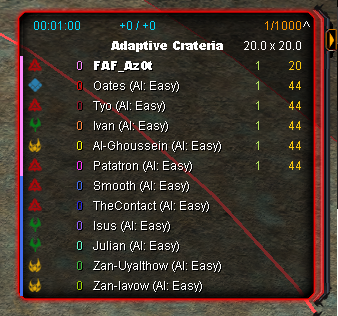 00:01:00 +0 / +0 1/1000^
Adaptive Crateria 20.0 x 20.0
0 FAF_Az0t 1 20
0 Oates (AI: Easy) 1 44
0 Tyo (AI: Easy) 1 44
0 Ivan (AI: Easy) 1 44
0 Al-Ghoussein (AI: Easy) 1 44
0 Patatron (AI: Easy) 1 44
0 Smooth (AI: Easy)
0 TheContact (AI: Easy)
0 Isus (AI: Easy)
0 Julian (AI: Easy)
0 Zan-Uyalthow (AI: Easy)
0 Zan-Iavow (AI: Easy)